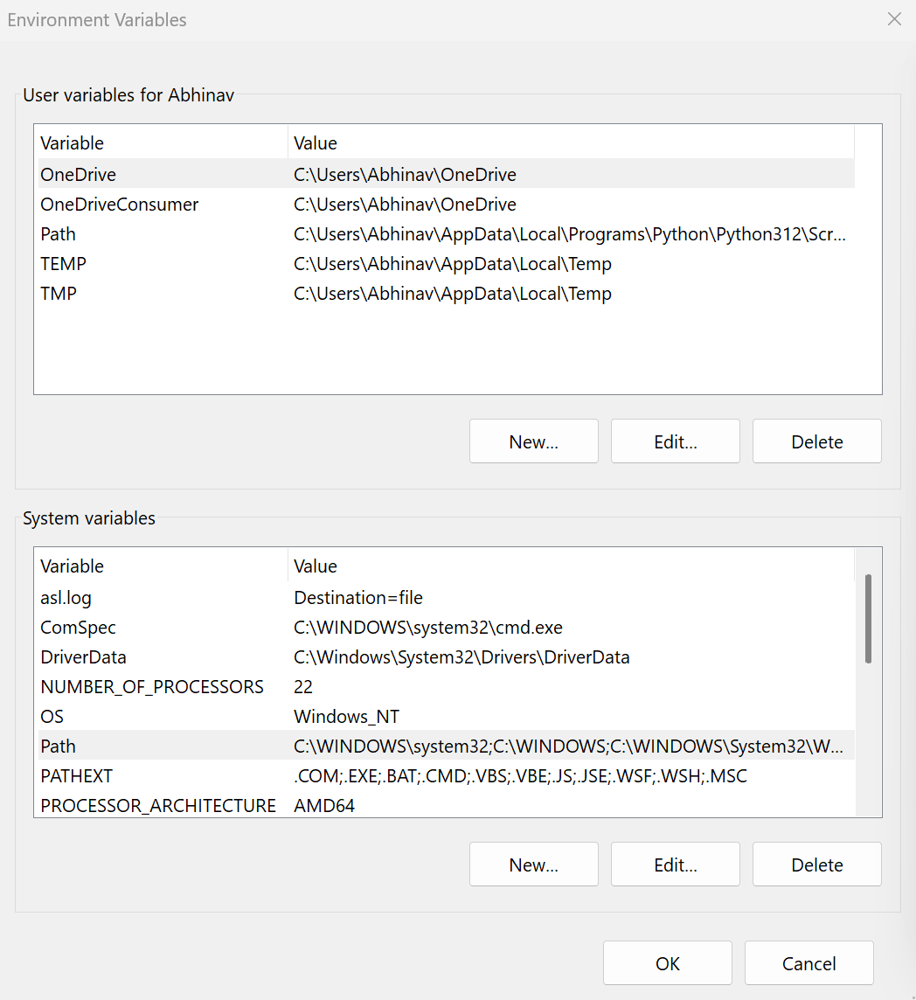 Environment Variables
User variables for Abhinav
Variable Value
OneDrive C:\Users\Abhinav\OneDrive
OneDriveConsumer C:\Users\Abhinav\OneDrive
Path C:\Users\Abhinav\AppData\Local\Programs\Python\Python312\Scr...
TEMP C:\Users\Abhinav\AppData\Local\Temp
TMP C:\Users\Abhinav\AppData\Local\Temp
New... Edit... Delete
System variables
Variable Value
asl.log Destination=file
ComSpec C:\WINDOWS\system32\cmd.exe
DriverData C:\Windows\System32\Drivers\DriverData
NUMBER_OF_PROCESSORS 22
OS Windows_NT
Path C:\WINDOWS\system32;C:\WINDOWS;C:\WINDOWS\System32\W...
PATHEXT .COM;.EXE;.BAT;.CMD;.VBS;.VBE;.JS;.JSE;.WSF;.WSH;.MSC
PROCESSOR_ARCHITECTURE AMD64
New... Edit... Delete
OK Cancel